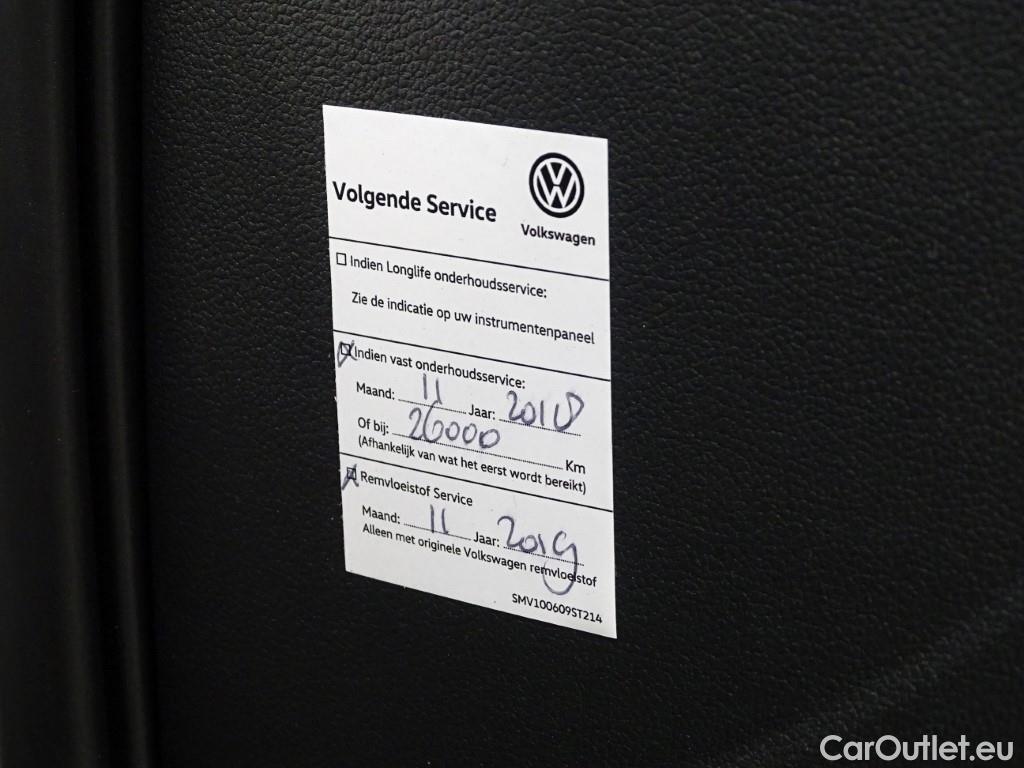 Volgende Service
Volkswagen
☐ Indien Longlife onderhoudsservice:
Zie de indicatie op uw instrumentenpaneel
☒ Indien vast onderhoudsservice:
Maand: 11 Jaar: 2018
Of bij: 26000 Km
(Afhankelijk van wat het eerst wordt bereikt)
☒ Remvloeistof Service
Maand: 11 Jaar: 2019
Alleen met originele Volkswagen remvloeistof
SMV100609ST214
CarOutlet.eu